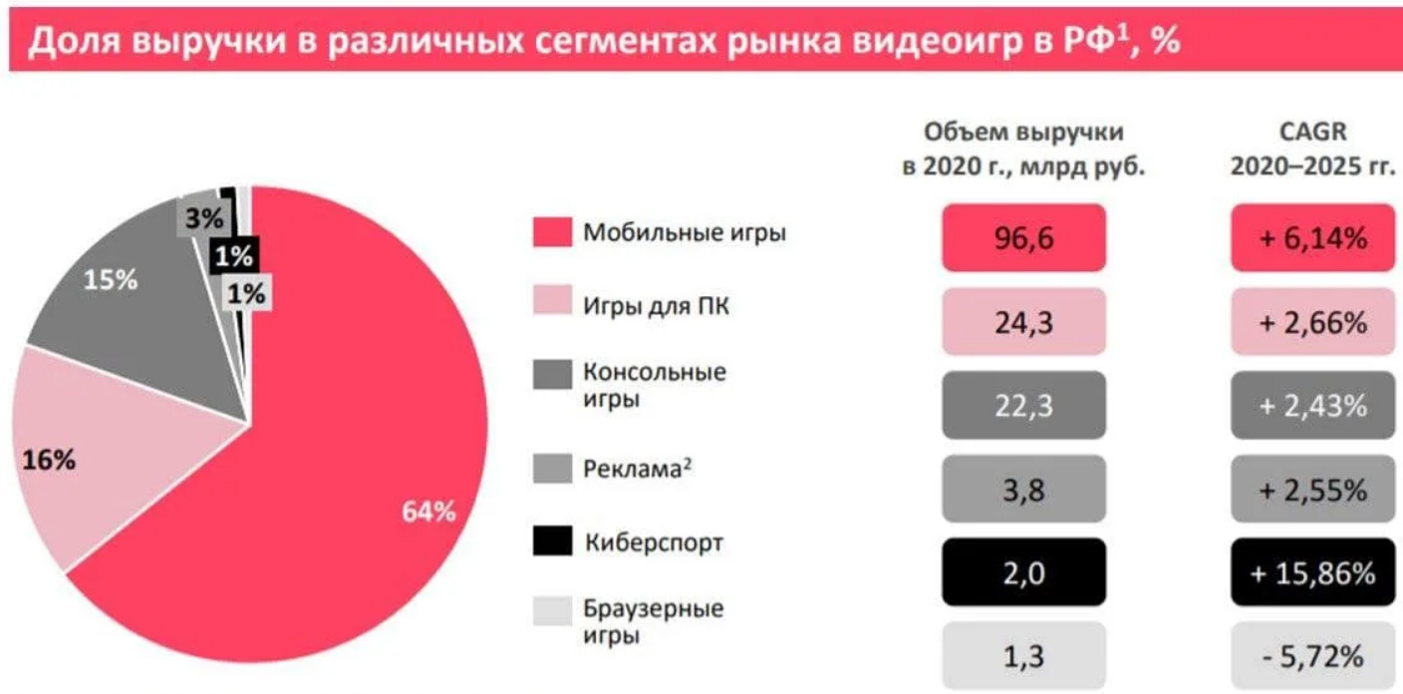 Доля выручки в различных сегментах рынка видеоигр в РФ¹, %
Объем выручки
в 2020 г., млрд руб.
CAGR
2020–2025 гг.
3%
1%
1%
15%
16%
64%
Мобильные игры
96,6
+ 6,14%
Игры для ПК
24,3
+ 2,66%
Консольные
игры
22,3
+ 2,43%
Реклама²
3,8
+ 2,55%
Киберспорт
2,0
+ 15,86%
Браузерные
игры
1,3
- 5,72%